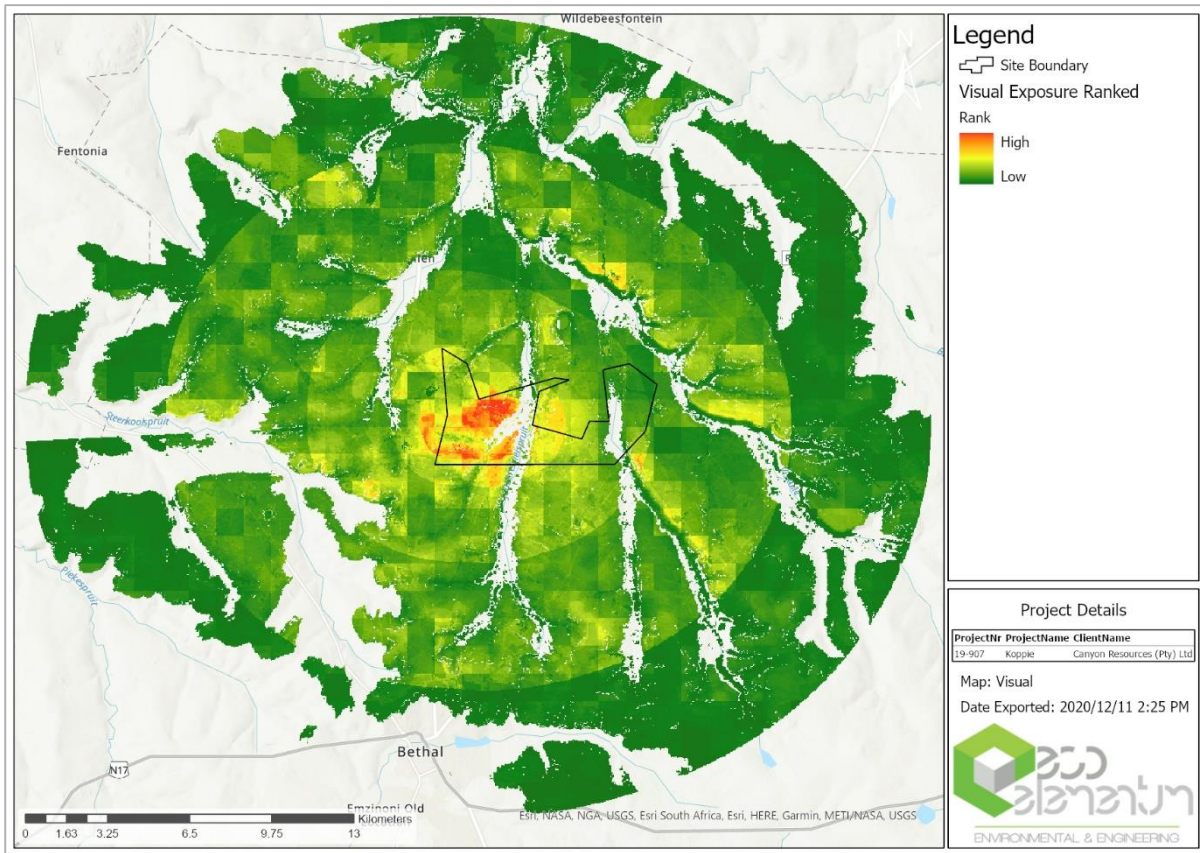 Wildebeesfontein
Fentonia
Steerkoolspruit
Piekespruit
Bethal
N17
Emzinoni Old
Kilometers
0 1.63 3.25 6.5 9.75 13
Esri, NASA, NGA, USGS, Esri South Africa, Esri, HERE, Garmin, METI/NASA, USGS
N
Legend
Site Boundary
Visual Exposure Ranked
Rank
High
Low
Project Details
ProjectNr ProjectName ClientName
19-907 Koppie Canyon Resources (Pty) Ltd
Map: Visual
Date Exported: 2020/12/11 2:25 PM
eco
elementum
ENVIRONMENTAL & ENGINEERING